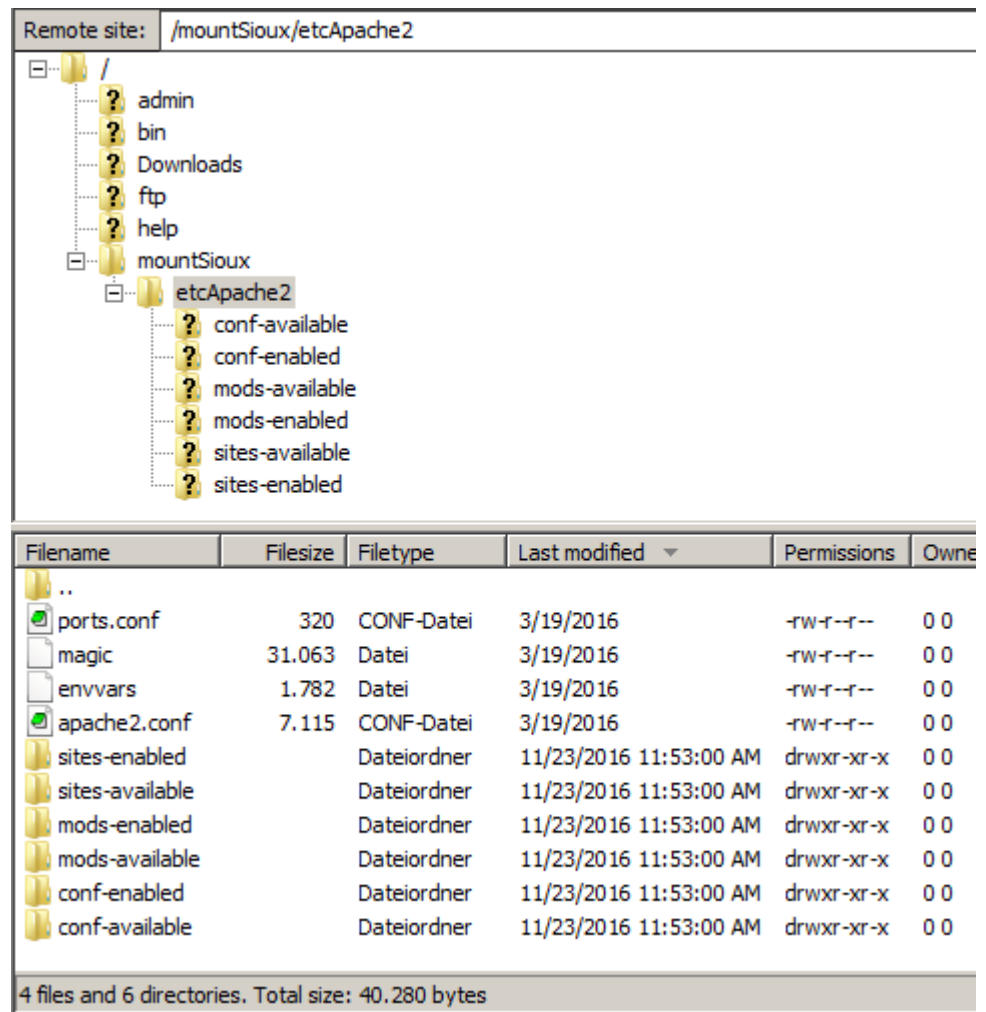 Remote site: /mountSioux/etcApache2
/
admin
bin
Downloads
ftp
help
mountSioux
etcApache2
conf-available
conf-enabled
mods-available
mods-enabled
sites-available
sites-enabled
Filename Filesize Filetype Last modified Permissions Owne
..
ports.conf 320 CONF-Datei 3/19/2016 -rw-r--r-- 0 0
magic 31.063 Datei 3/19/2016 -rw-r--r-- 0 0
envvars 1.782 Datei 3/19/2016 -rw-r--r-- 0 0
apache2.conf 7.115 CONF-Datei 3/19/2016 -rw-r--r-- 0 0
sites-enabled Dateiordner 11/23/2016 11:53:00 AM drwxr-xr-x 0 0
sites-available Dateiordner 11/23/2016 11:53:00 AM drwxr-xr-x 0 0
mods-enabled Dateiordner 11/23/2016 11:53:00 AM drwxr-xr-x 0 0
mods-available Dateiordner 11/23/2016 11:53:00 AM drwxr-xr-x 0 0
conf-enabled Dateiordner 11/23/2016 11:53:00 AM drwxr-xr-x 0 0
conf-available Dateiordner 11/23/2016 11:53:00 AM drwxr-xr-x 0 0
4 files and 6 directories. Total size: 40.280 bytes